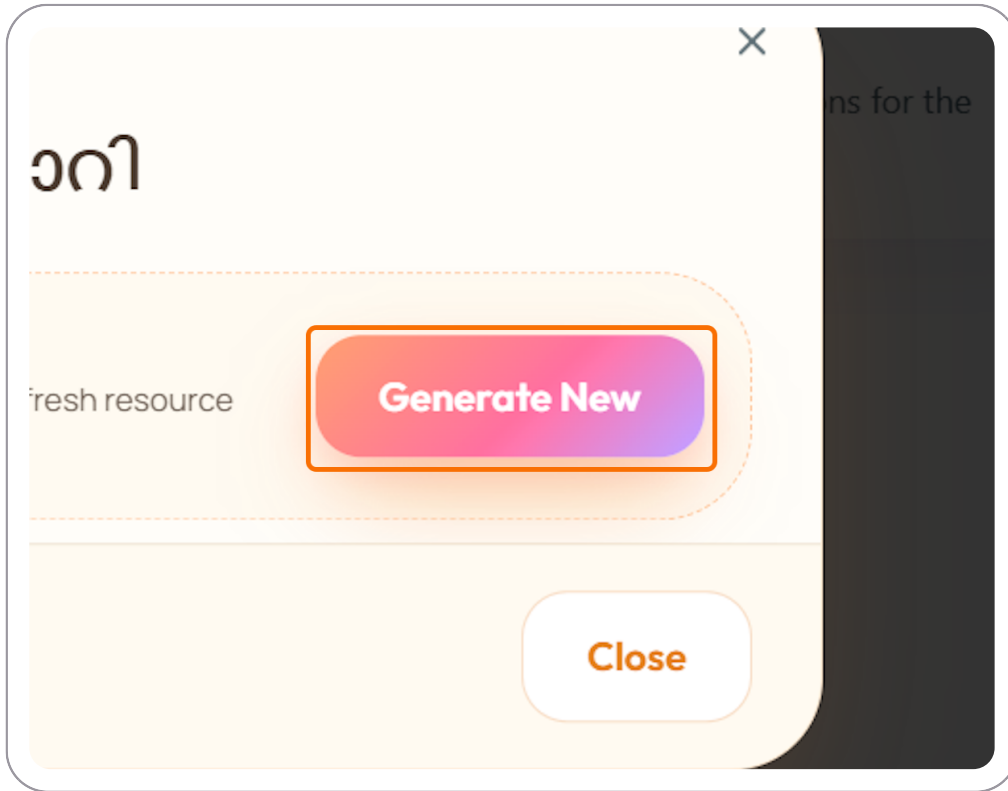 ns for the
ാറി
fresh resource
Generate New
Close